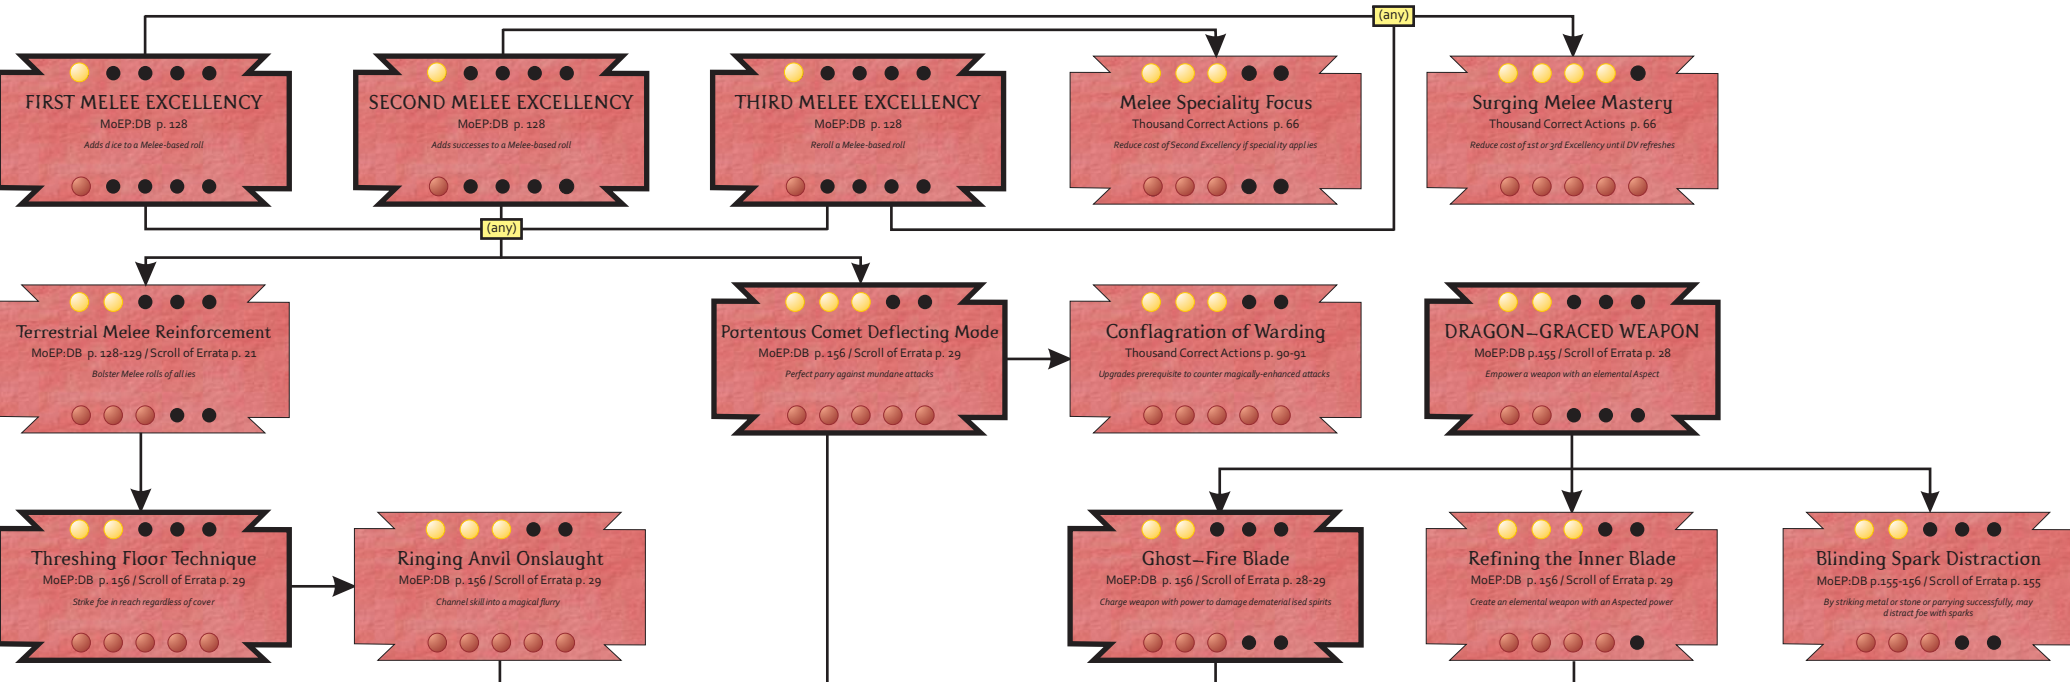 (any)
FIRST MELEE EXCELLENCY
MoEP:DB p. 128
Adds dice to a Melee-based roll
SECOND MELEE EXCELLENCY
MoEP:DB p. 128
Adds successes to a Melee-based roll
THIRD MELEE EXCELLENCY
MoEP:DB p. 128
Reroll a Melee-based roll
Melee Speciality Focus
Thousand Correct Actions p. 66
Reduce cost of Second Excellency if speciality applies
Surging Melee Mastery
Thousand Correct Actions p. 66
Reduce cost of 1st or 3rd Excellency until DV refreshes
(any)
Terrestrial Melee Reinforcement
MoEP:DB p. 128-129 / Scroll of Errata p. 21
Bolster Melee rolls of allies
Portentous Comet Deflecting Mode
MoEP:DB p. 156 / Scroll of Errata p. 29
Perfect parry against mundane attacks
Conflagration of Warding
Thousand Correct Actions p. 90-91
Upgrades prerequisite to counter magically-enhanced attacks
DRAGON-GRACED WEAPON
MoEP:DB p.155 / Scroll of Errata p. 28
Empower a weapon with an elemental Aspect
Threshing Floor Technique
MoEP:DB p. 156 / Scroll of Errata p. 29
Strike foe in reach regardless of cover
Ringing Anvil Onslaught
MoEP:DB p. 156 / Scroll of Errata p. 29
Channel skill into a magical flurry
Ghost-Fire Blade
MoEP:DB p. 156 / Scroll of Errata p. 28-29
Charge weapon with power to damage dematerialised spirits
Refining the Inner Blade
MoEP:DB p. 156 / Scroll of Errata p. 29
Create an elemental weapon with an Aspected power
Blinding Spark Distraction
MoEP:DB p.155-156 / Scroll of Errata p. 155
By striking metal or stone or parrying successfully, may
distract foe with sparks